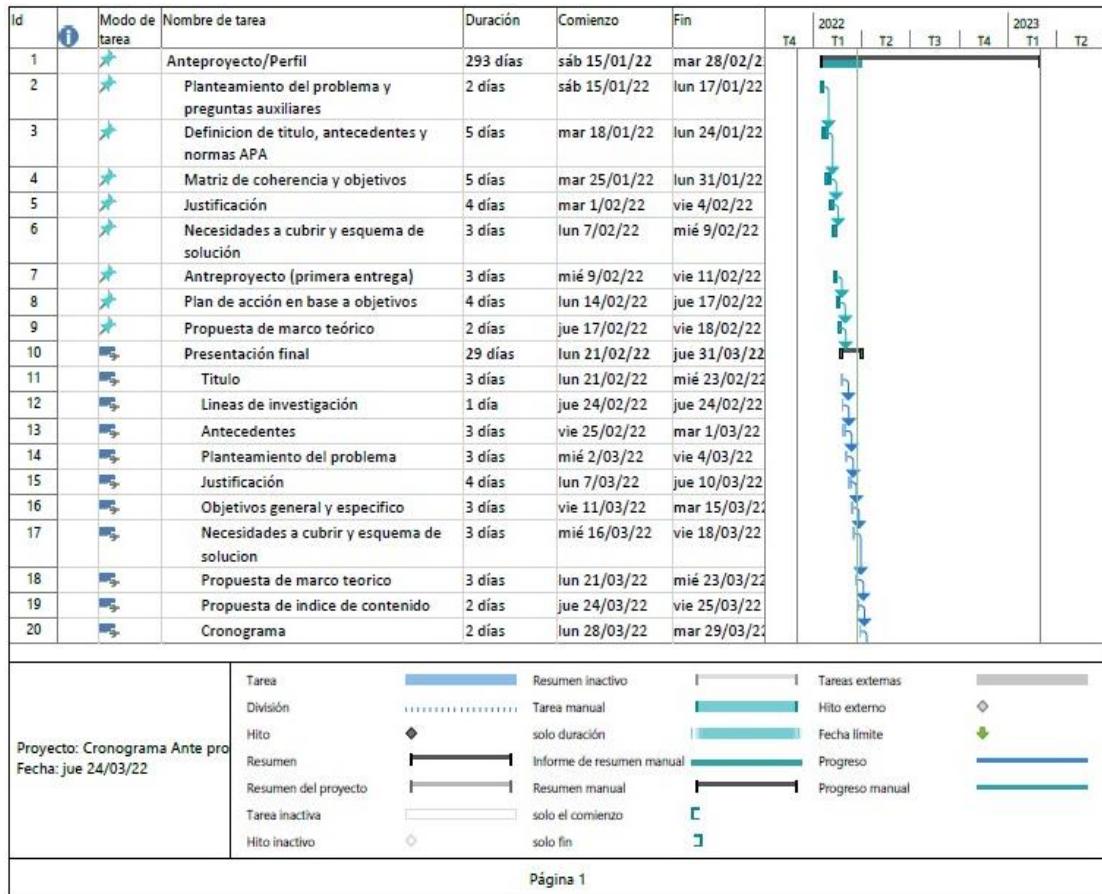 Id Modo de tarea Nombre de tarea Duración Comienzo Fin
2022 2023
T4 T1 T2 T3 T4 T1 T2
1 Anteproyecto/Perfil 293 días sáb 15/01/22 mar 28/02/2
2 Planteamiento del problema y 2 días sáb 15/01/22 lun 17/01/22
preguntas auxiliares
3 Definicion de titulo, antecedentes y 5 días mar 18/01/22 lun 24/01/22
normas APA
4 Matriz de coherencia y objetivos 5 días mar 25/01/22 lun 31/01/22
5 Justificación 4 días mar 1/02/22 vie 4/02/22
6 Necesidades a cubrir y esquema de 3 días lun 7/02/22 mié 9/02/22
solución
7 Antreproyecto (primera entrega) 3 días mié 9/02/22 vie 11/02/22
8 Plan de acción en base a objetivos 4 días lun 14/02/22 jue 17/02/22
9 Propuesta de marco teórico 2 días jue 17/02/22 vie 18/02/22
10 Presentación final 29 días lun 21/02/22 jue 31/03/22
11 Titulo 3 días lun 21/02/22 mié 23/02/22
12 Lineas de investigación 1 día jue 24/02/22 jue 24/02/22
13 Antecedentes 3 días vie 25/02/22 mar 1/03/22
14 Planteamiento del problema 3 días mié 2/03/22 vie 4/03/22
15 Justificación 4 días lun 7/03/22 jue 10/03/22
16 Objetivos general y especifico 3 días vie 11/03/22 mar 15/03/22
17 Necesidades a cubrir y esquema de 3 días mié 16/03/22 vie 18/03/22
solucion
18 Propuesta de marco teorico 3 días lun 21/03/22 mié 23/03/22
19 Propuesta de indice de contenido 2 días jue 24/03/22 vie 25/03/22
20 Cronograma 2 días lun 28/03/22 mar 29/03/22
Proyecto: Cronograma Ante pro
Fecha: jue 24/03/22
Tarea Resumen inactivo Tareas externas
División Tarea manual Hito externo
Hito solo duración Fecha límite
Resumen Informe de resumen manual Progreso
Resumen del proyecto Resumen manual Progreso manual
Tarea inactiva solo el comienzo
Hito inactivo solo fin
Página 1